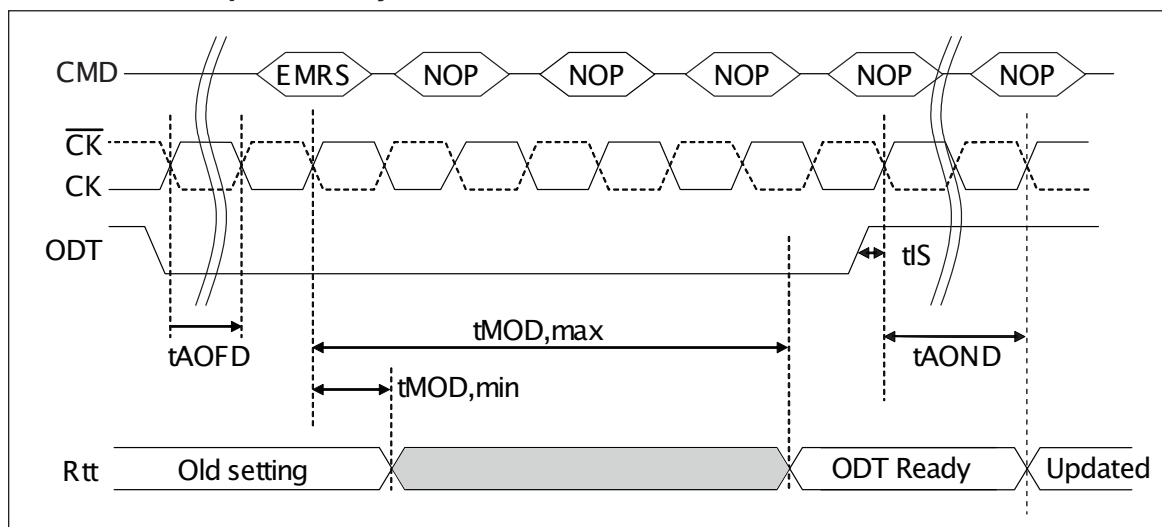 CMD EMRS NOP NOP NOP NOP NOP
CK
CK
ODT
tIS
tMOD,max
tAOFD
tAOND
tMOD,min
Rtt Old setting ODT Ready Updated